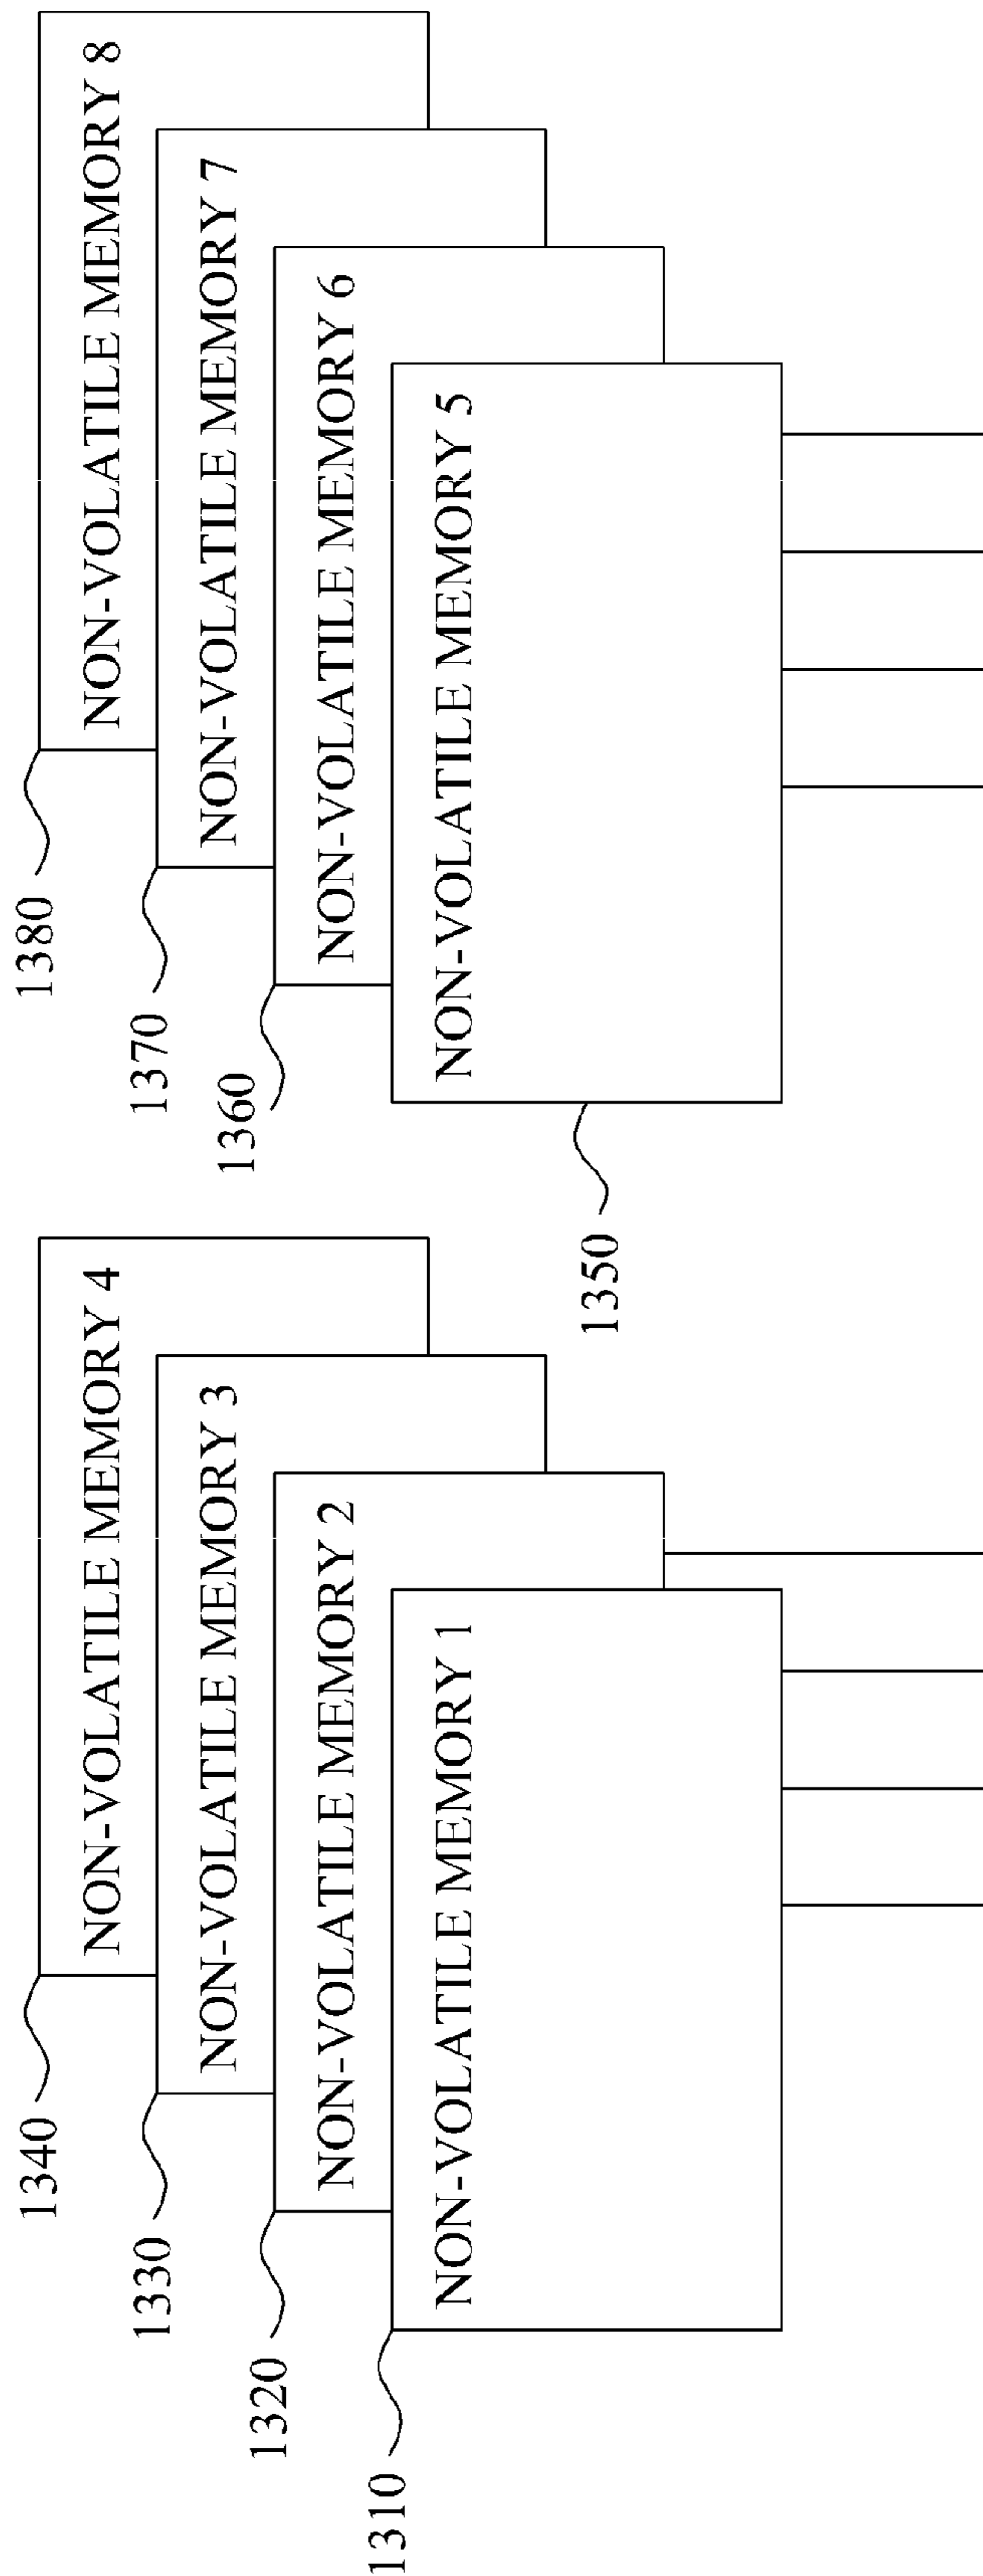 1340
NON-VOLATILE MEMORY 4
1330
NON-VOLATILE MEMORY 3
1320
NON-VOLATILE MEMORY 2
1310
NON-VOLATILE MEMORY 1
1380
NON-VOLATILE MEMORY 8
1370
NON-VOLATILE MEMORY 7
1360
NON-VOLATILE MEMORY 6
NON-VOLATILE MEMORY 5
1350